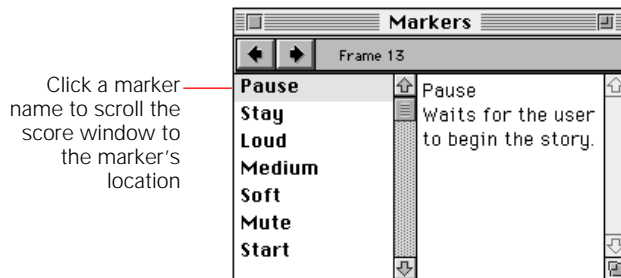 Markers
Frame 13
Click a marker
name to scroll the
score window to
the marker's
location
Pause
Stay
Loud
Medium
Soft
Mute
Start
Pause
Waits for the user
to begin the story.